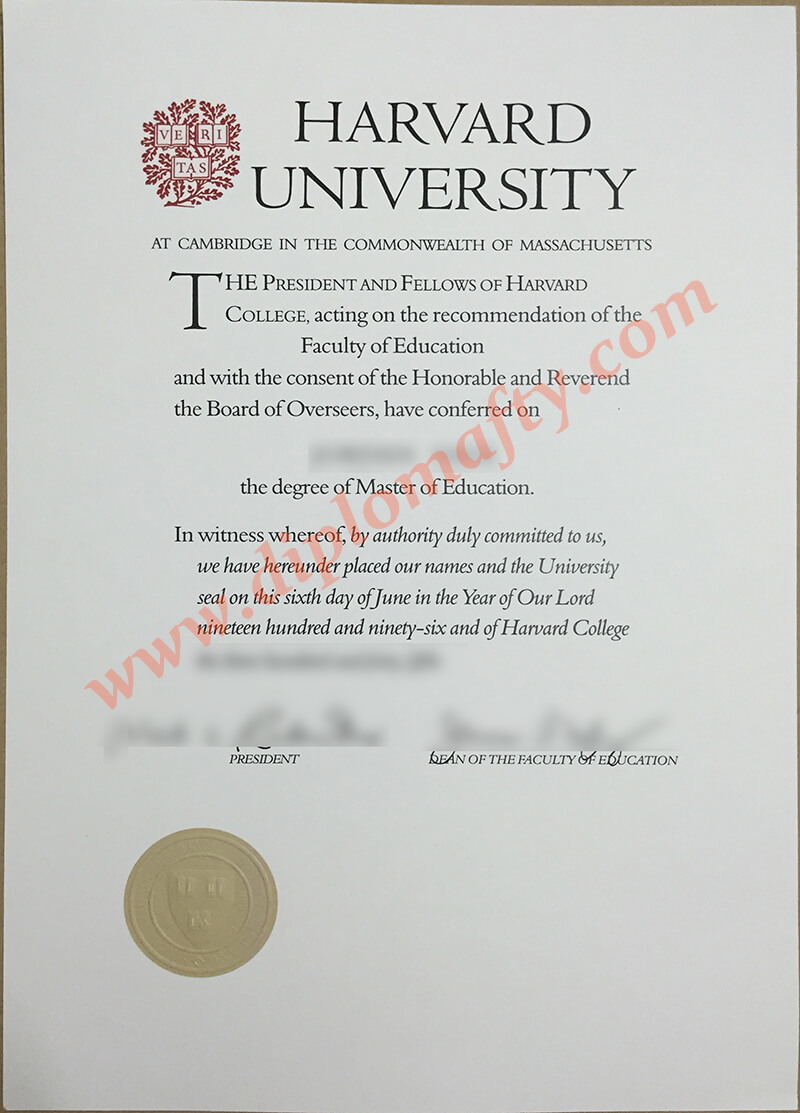 VE RI
TAS
HARVARD
UNIVERSITY
AT CAMBRIDGE IN THE COMMONWEALTH OF MASSACHUSETTS
THE PRESIDENT AND FELLOWS OF HARVARD
COLLEGE, acting on the recommendation of the
Faculty of Education
and with the consent of the Honorable and Reverend
the Board of Overseers, have conferred on
the degree of Master of Education.
In witness whereof, by authority duly committed to us,
we have hereunder placed our names and the University
seal on this sixth day of June in the Year of Our Lord
nineteen hundred and ninety-six and of Harvard College
PRESIDENT
DEAN OF THE FACULTY OF EDUCATION
www.diplomafty.com